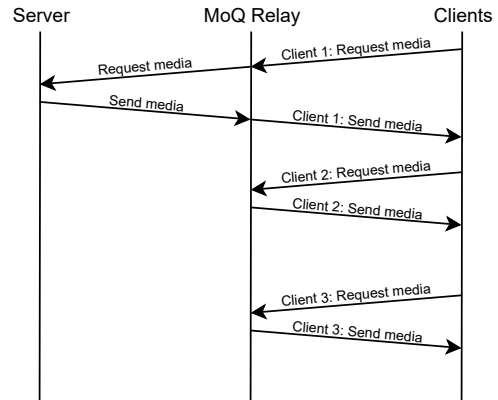 Server
MoQ Relay
Clients
Client 1: Request media
Request media
Send media
Client 1: Send media
Client 2: Request media
Client 2: Send media
Client 3: Request media
Client 3: Send media